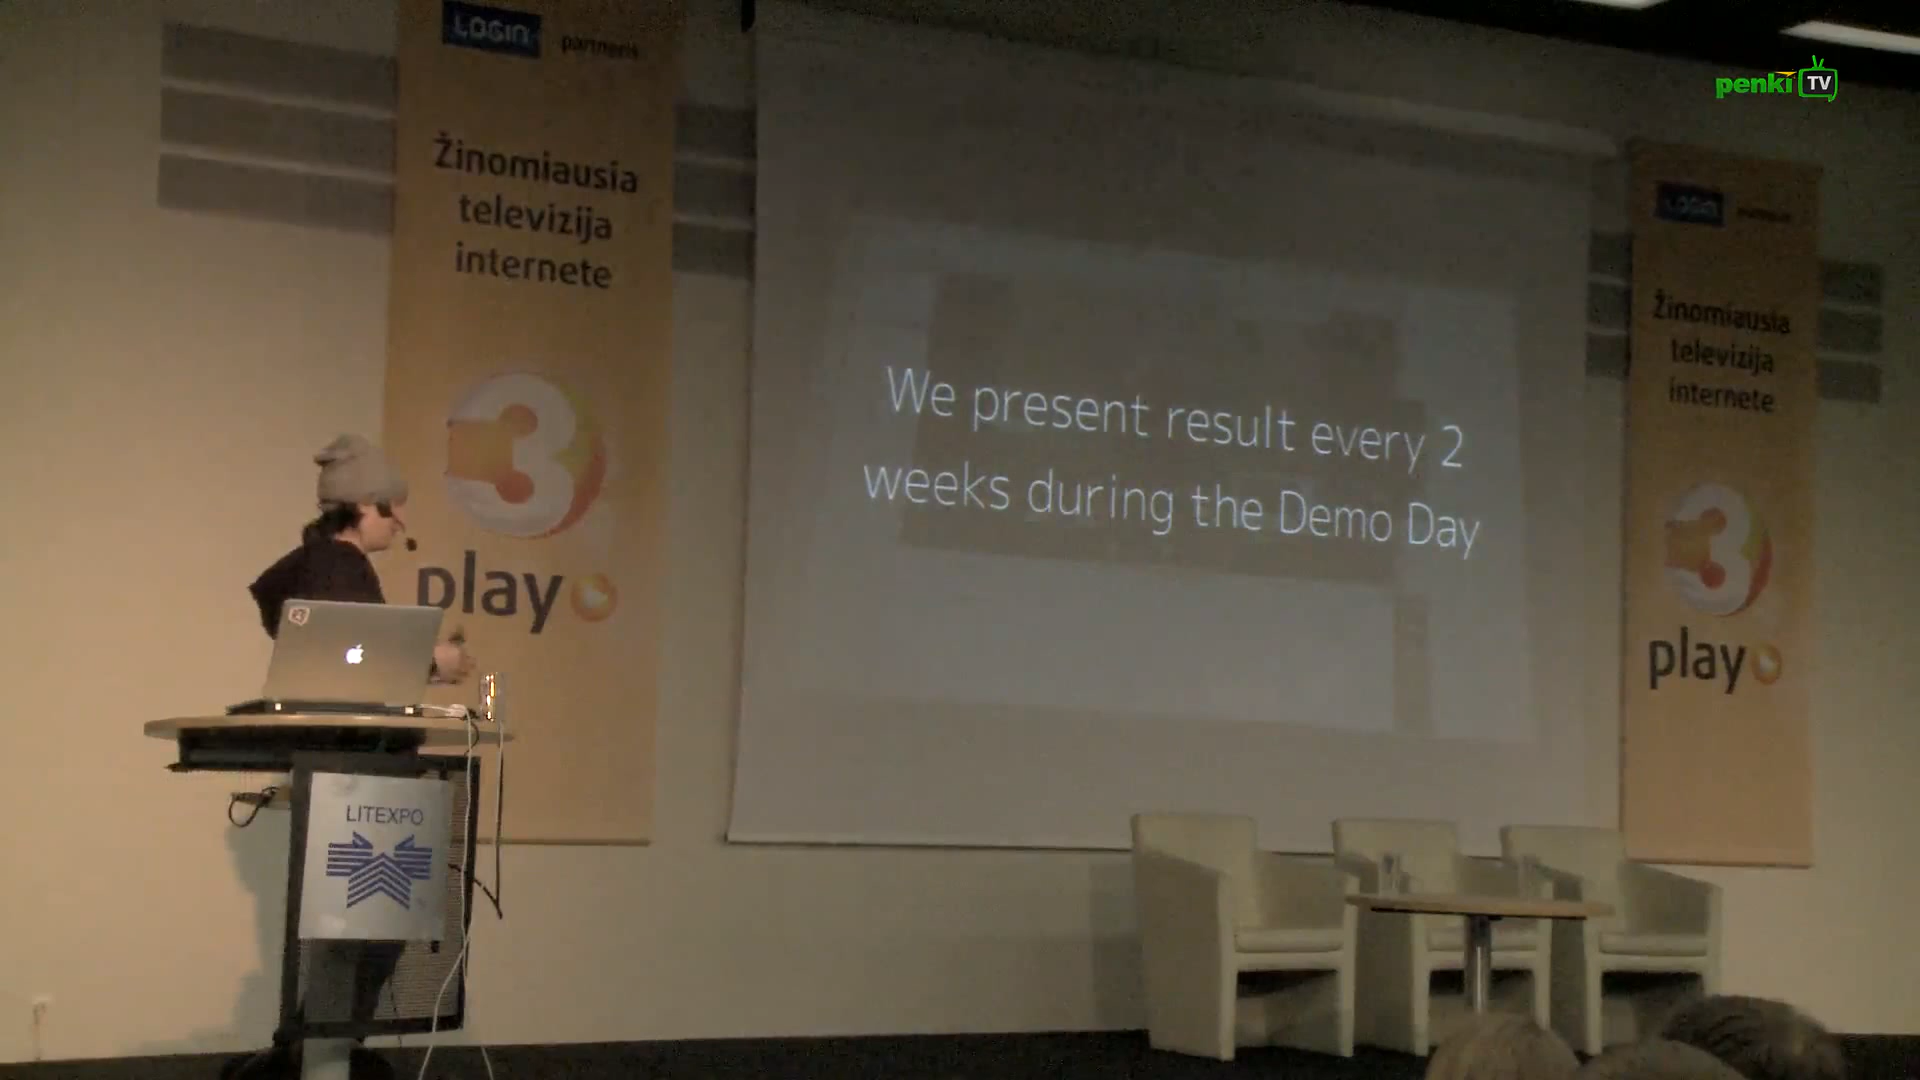 LOGIN partneris
Žinomiausia
televizija
internete
3
play
We present result every 2
weeks during the Demo Day
penki TV
LOGIN
Žinomiausia
televizija
internete
3
play
LITEXPO